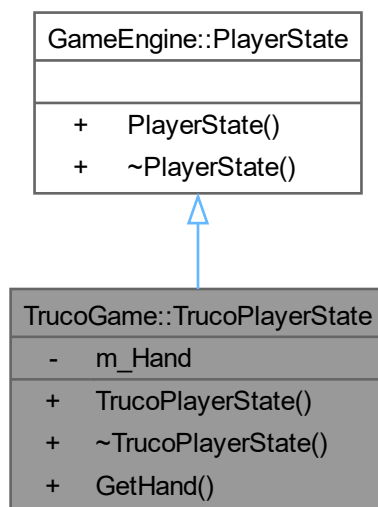 GameEngine::PlayerState
+ PlayerState()
+ ~PlayerState()
TrucoGame::TrucoPlayerState
- m_Hand
+ TrucoPlayerState()
+ ~TrucoPlayerState()
+ GetHand()